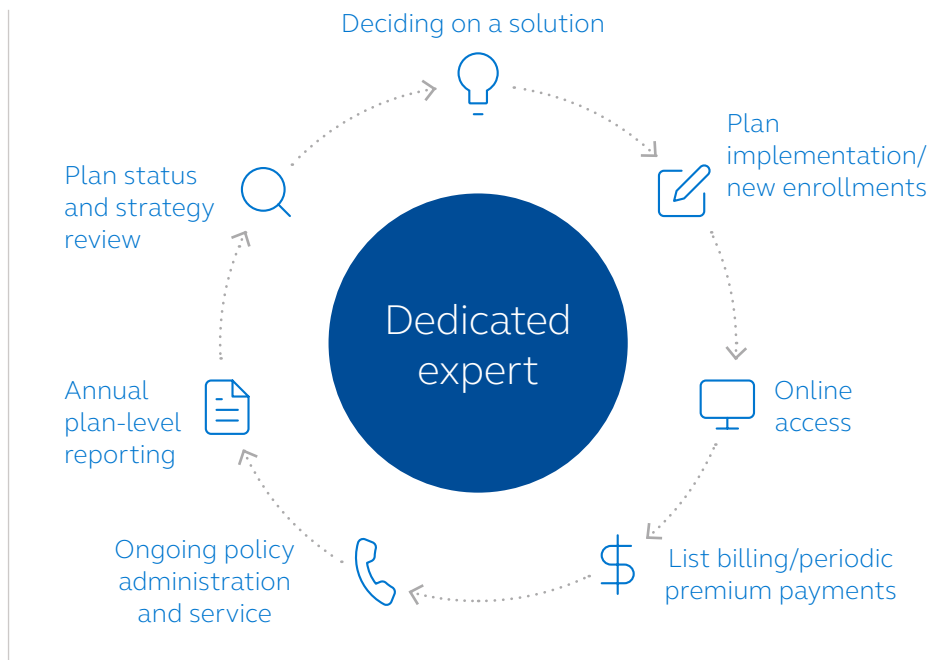 Deciding on a solution
Plan
implementation/
new enrollments
Online
access
List billing/periodic
premium payments
Ongoing policy
administration
and service
Annual
plan-level
reporting
Plan status
and strategy
review
Dedicated
expert